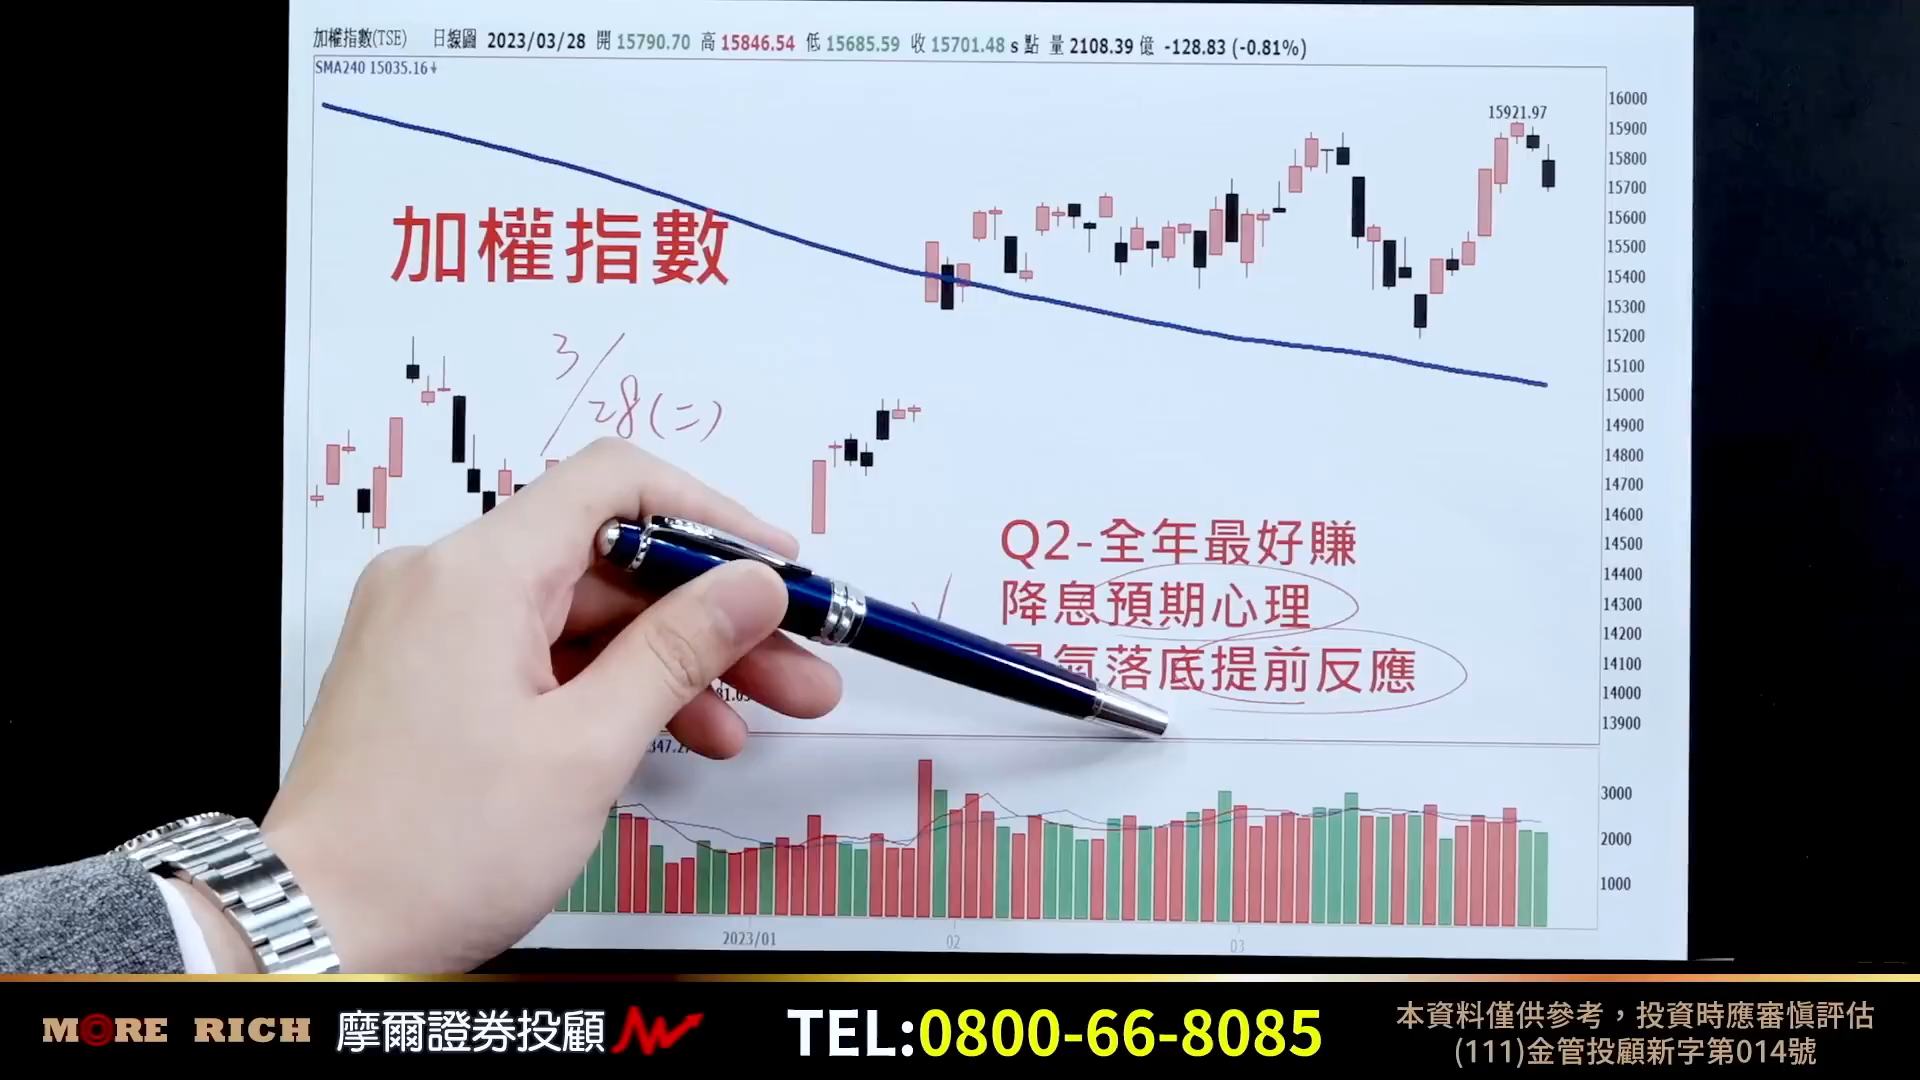 加權指數(TSE) 日線圖 2023/03/28 開 15790.70 高 15846.54 低 15685.59 收 15701.48 s 點 量 2108.39 億 -128.83 (-0.81%)
SMA240 15035.16↓
15921.97
16000
15900
15800
15700
15600
15500
15400
15300
15200
15100
15000
14900
14800
14700
14600
14500
14400
14300
14200
14100
14000
13900
加權指數
3/28(二)
Q2-全年最好賺
降息預期心理
落底提前反應
3000
2000
1000
2023/01
02
03
MORE RICH 摩爾證券投顧
TEL:0800-66-8085
本資料僅供參考，投資時應審慎評估
(111)金管投顧新字第014號